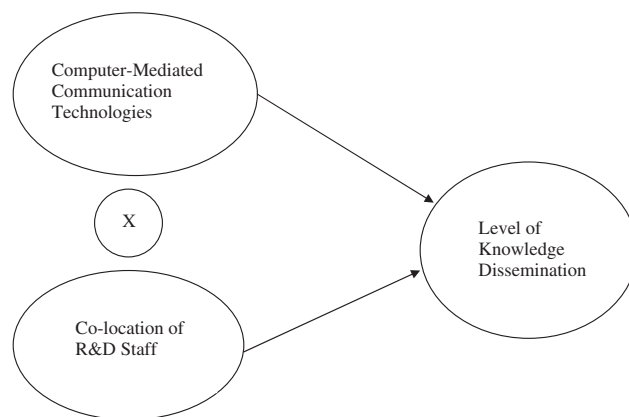 Computer-Mediated
Communication
Technologies
X
Co-location of
R&D Staff
Level of
Knowledge
Dissemination